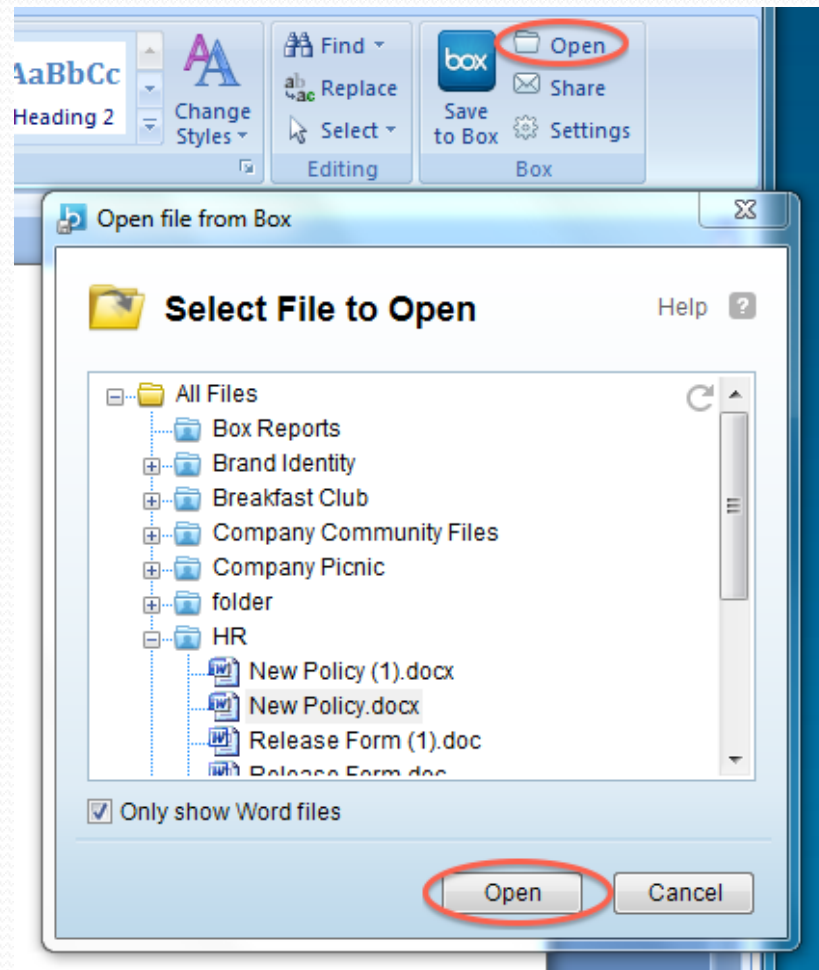 AaBbCc
Heading 2
Change
Styles
Find
Replace
Select
Editing
box
Save
to Box
Open
Share
Settings
Box
Open file from Box
Select File to Open
Help ?
All Files
Box Reports
Brand Identity
Breakfast Club
Company Community Files
Company Picnic
folder
HR
New Policy (1).docx
New Policy.docx
Release Form (1).doc
Release Form.doc
Only show Word files
Open
Cancel